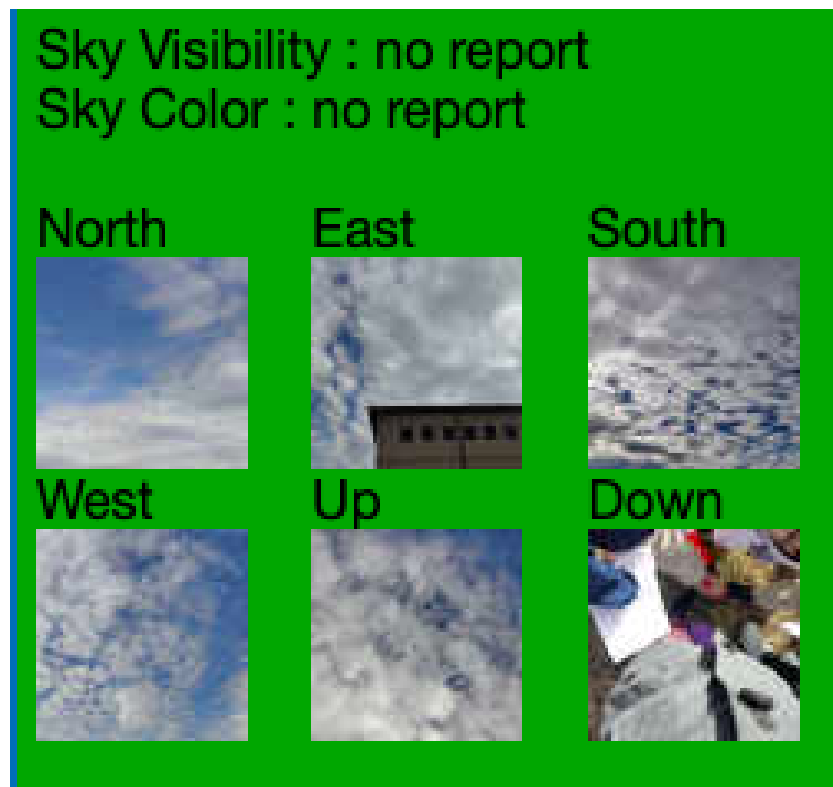 Sky Visibility : no report
Sky Color : no report
North East South
West Up Down